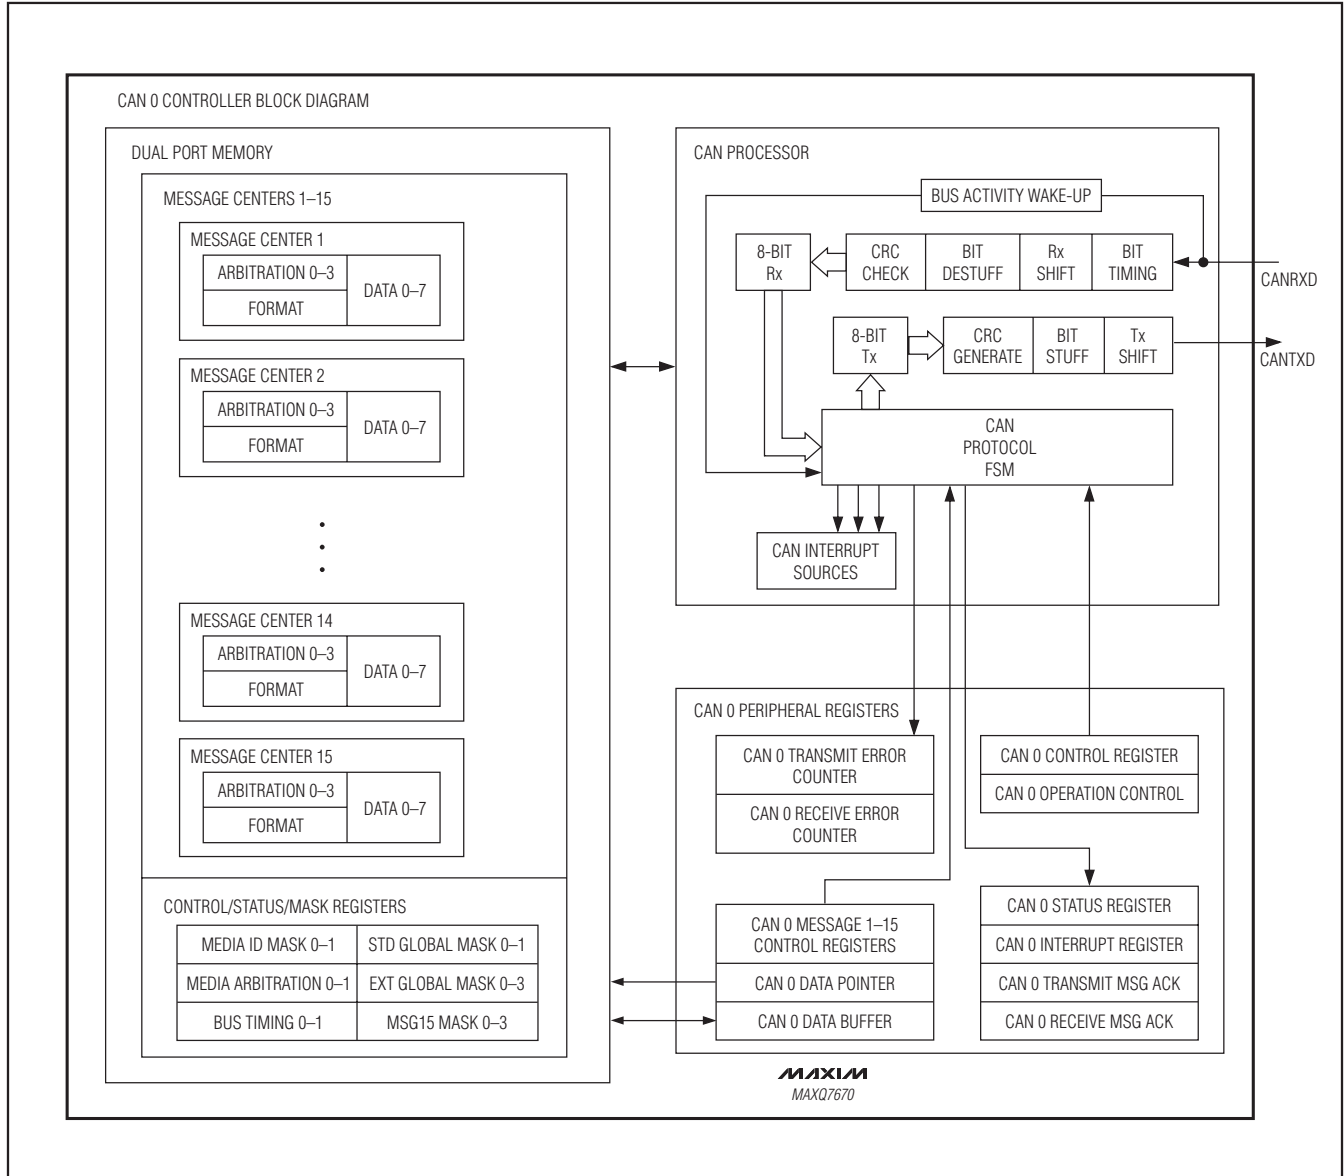 CAN 0 CONTROLLER BLOCK DIAGRAM
DUAL PORT MEMORY
MESSAGE CENTERS 1–15
MESSAGE CENTER 1
ARBITRATION 0–3
FORMAT
DATA 0–7
MESSAGE CENTER 2
ARBITRATION 0–3
FORMAT
DATA 0–7
MESSAGE CENTER 14
ARBITRATION 0–3
FORMAT
DATA 0–7
MESSAGE CENTER 15
ARBITRATION 0–3
FORMAT
DATA 0–7
CONTROL/STATUS/MASK REGISTERS
MEDIA ID MASK 0–1
STD GLOBAL MASK 0–1
MEDIA ARBITRATION 0–1
EXT GLOBAL MASK 0–3
BUS TIMING 0–1
MSG15 MASK 0–3
CAN PROCESSOR
BUS ACTIVITY WAKE-UP
8-BIT
Rx
CRC
CHECK
BIT
DESTUFF
Rx
SHIFT
BIT
TIMING
CANRXD
8-BIT
Tx
CRC
GENERATE
BIT
STUFF
Tx
SHIFT
CANTXD
CAN
PROTOCOL
FSM
CAN INTERRUPT
SOURCES
CAN 0 PERIPHERAL REGISTERS
CAN 0 TRANSMIT ERROR
COUNTER
CAN 0 RECEIVE ERROR
COUNTER
CAN 0 CONTROL REGISTER
CAN 0 OPERATION CONTROL
CAN 0 MESSAGE 1–15
CONTROL REGISTERS
CAN 0 DATA POINTER
CAN 0 DATA BUFFER
CAN 0 STATUS REGISTER
CAN 0 INTERRUPT REGISTER
CAN 0 TRANSMIT MSG ACK
CAN 0 RECEIVE MSG ACK
MAXIM
MAXQ7670